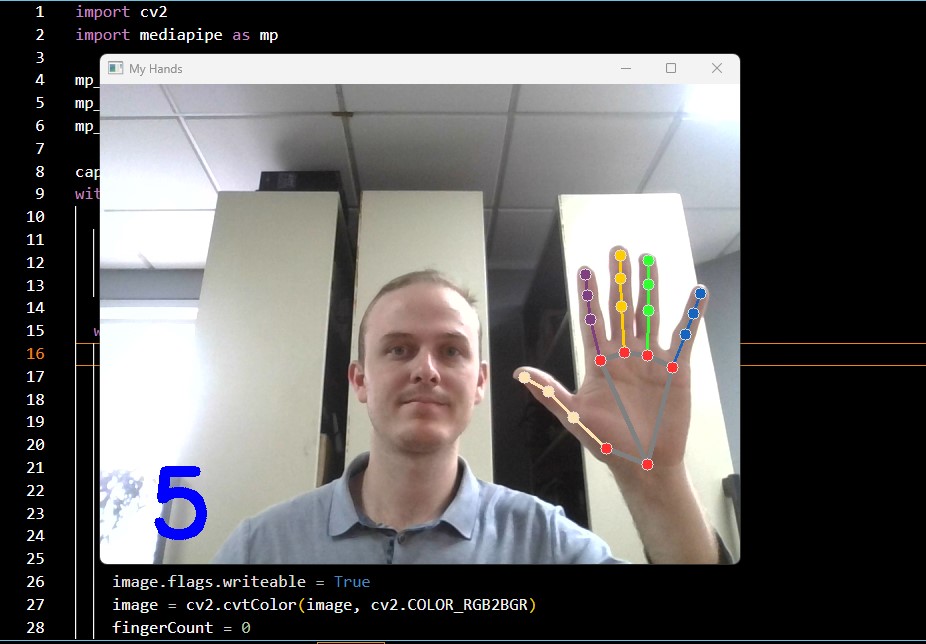 1 import cv2
2 import mediapipe as mp
3
My Hands
4 mp_
5 mp_
6 mp_
7
8 cap
9 wit
10
11
12
13
14
15 w
16
17
18
19
20
21
5
22
23
24
25
26 image.flags.writeable = True
27 image = cv2.cvtColor(image, cv2.COLOR_RGB2BGR)
28 fingerCount = 0